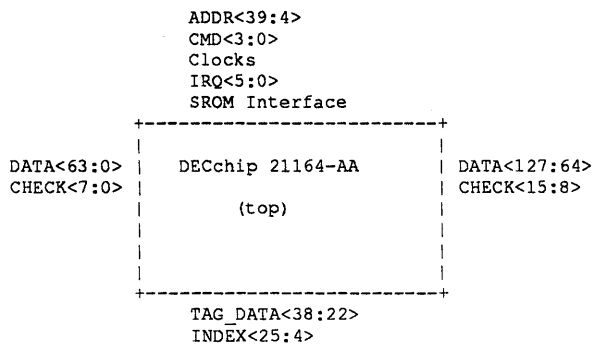 ADDR<39:4>
CMD<3:0>
Clocks
IRQ<5:0>
SROM Interface
DATA<63:0> DECchip 21164-AA DATA<127:64>
CHECK<7:0> CHECK<15:8>
(top)
TAG_DATA<38:22>
INDEX<25:4>